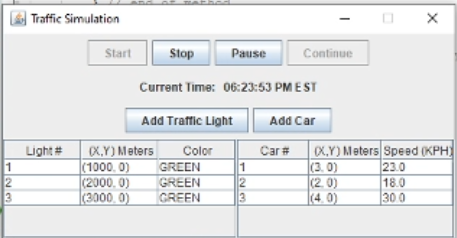 Traffic Simulation
Start Stop Pause Continue
Current Time: 06:23:53 PM EST
Add Traffic Light Add Car
Light # (X,Y) Meters Color Car # (X,Y) Meters Speed (KPH)
1 (1000, 0) GREEN 1 (3, 0) 23.0
2 (2000, 0) GREEN 2 (2, 0) 18.0
3 (3000, 0) GREEN 3 (4, 0) 30.0